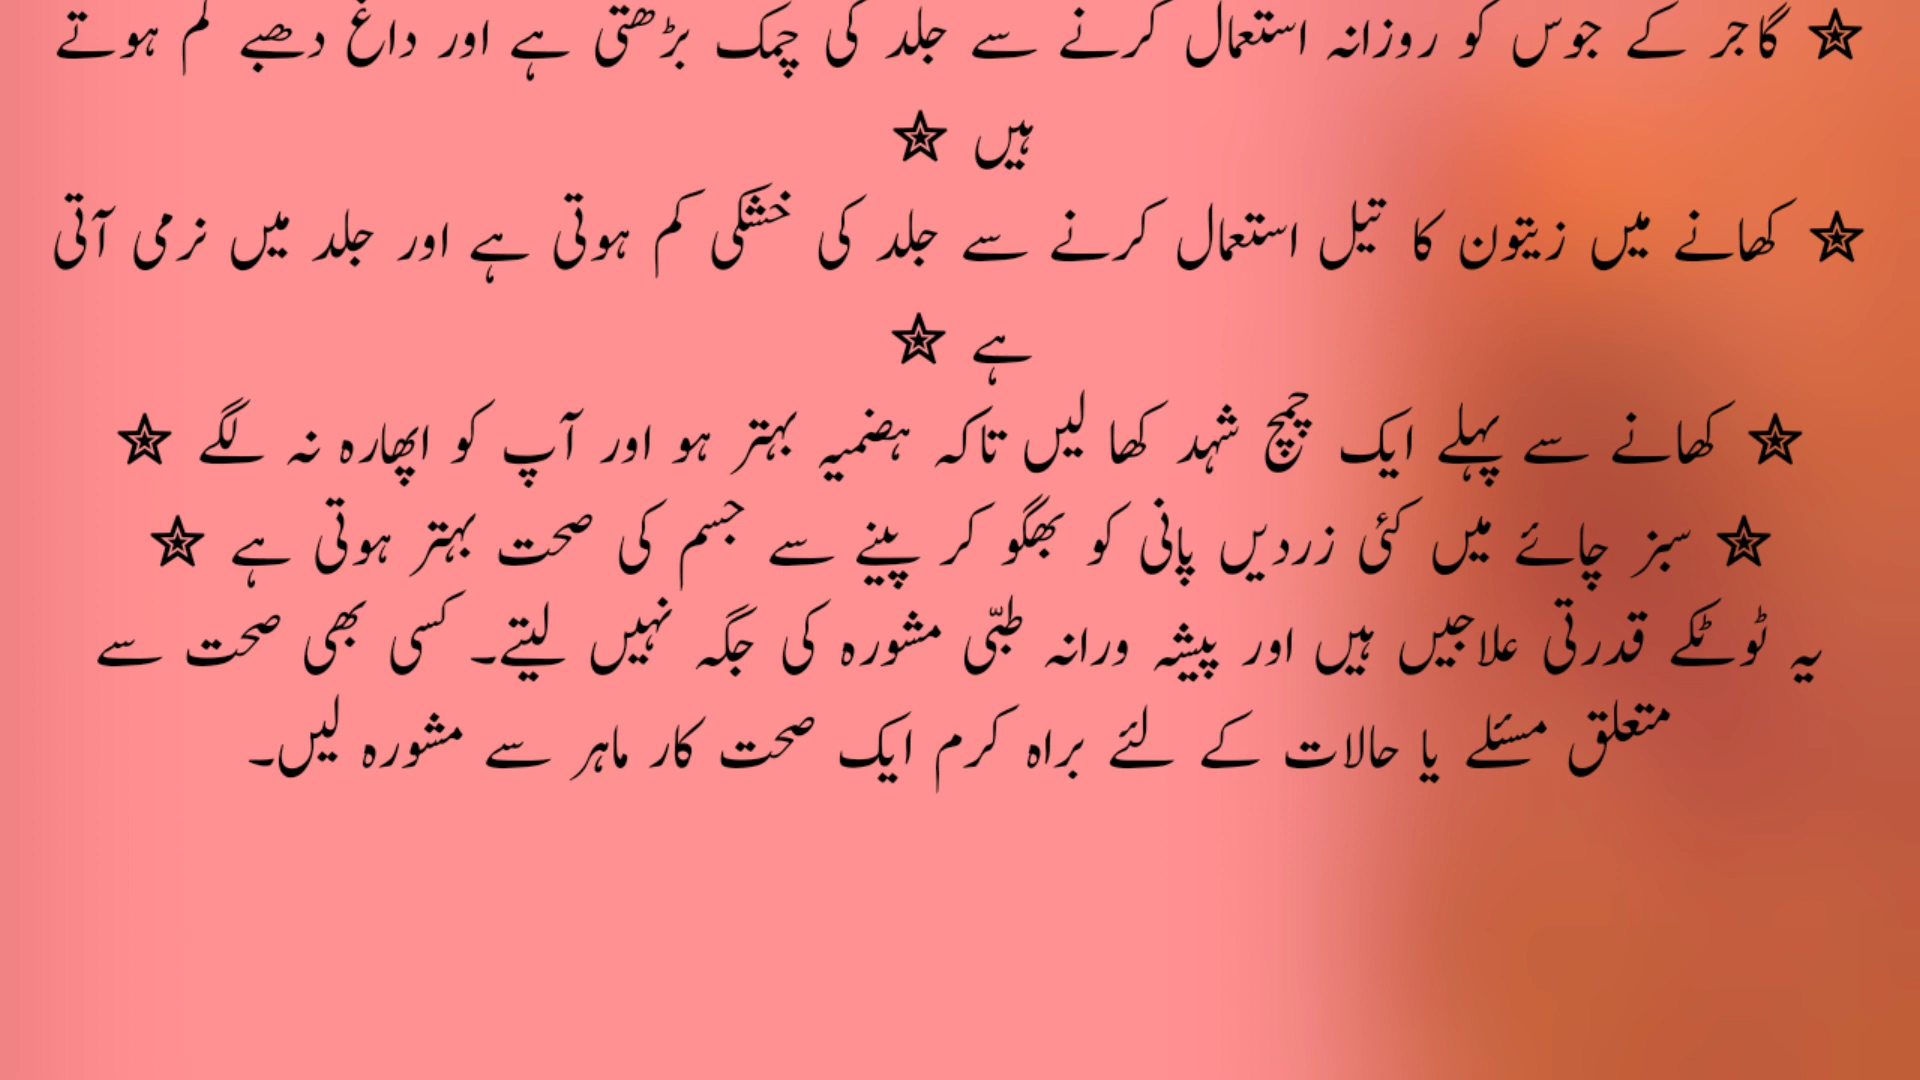 ✯ گاجر کے جوس کو روزانہ استعمال کرنے سے جلد کی چمک بڑھتی ہے اور داغ دھبے کم ہوتے
ہیں ✯
✯ کھانے میں زیتون کا تیل استعمال کرنے سے جلد کی خشکی کم ہوتی ہے اور جلد میں نرمی آتی
ہے ✯
✯ کھانے سے پہلے ایک چمچ شہد کھا لیں تاکہ ہضمیہ بہتر ہو اور آپ کو اپھارہ نہ لگے ✯
✯ سبز چائے میں کئی زردیں پانی کو بھگو کر پینے سے جسم کی صحت بہتر ہوتی ہے ✯
یہ ٹوٹکے قدرتی علاجیں ہیں اور پیشہ ورانہ طبّی مشورہ کی جگہ نہیں لیتے۔ کسی بھی صحت سے
متعلق مسئلے یا حالات کے لئے براہ کرم ایک صحت کار ماہر سے مشورہ لیں۔